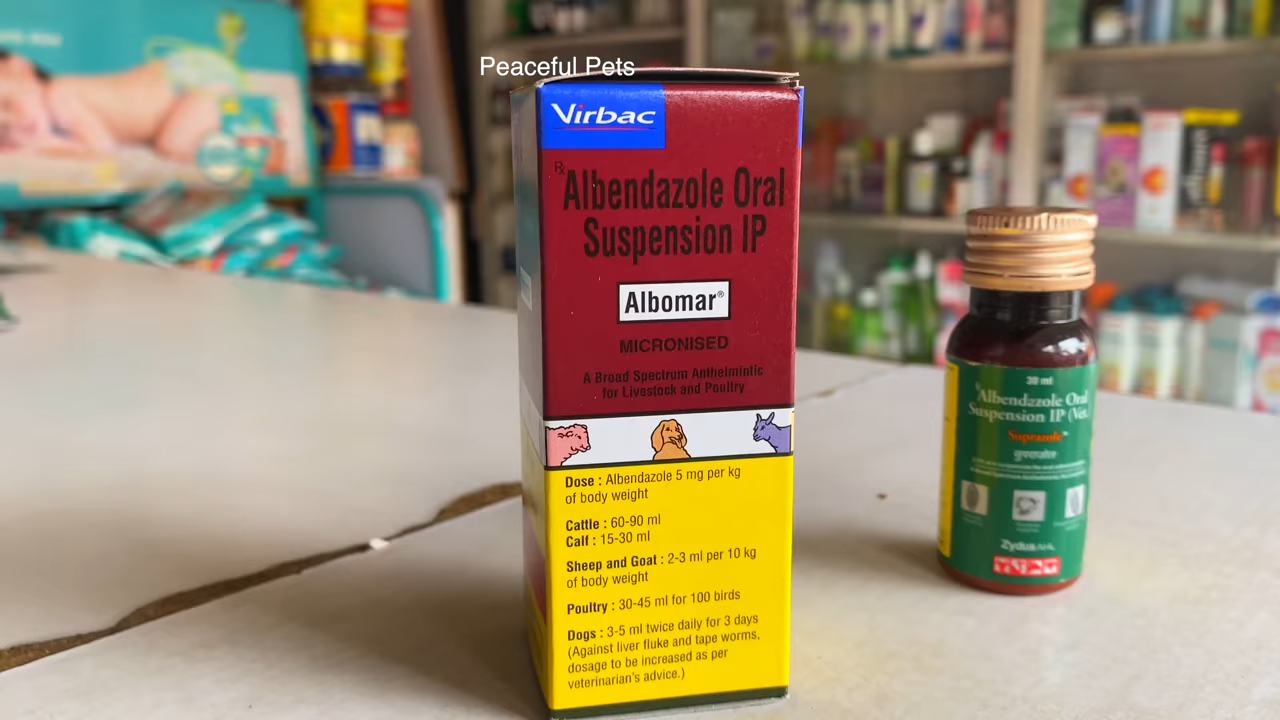 Peaceful Pets
Virbac
Rx
Albendazole Oral
Suspension IP
Albomar®
MICRONISED
A Broad Spectrum Anthelmintic
for Livestock and Poultry
Dose : Albendazole 5 mg per kg
of body weight
Cattle : 60-90 ml
Calf : 15-30 ml
Sheep and Goat : 2-3 ml per 10 kg
of body weight
Poultry : 30-45 ml for 100 birds
Dogs : 3-5 ml twice daily for 3 days
(Against liver fluke and tape worms,
dosage to be increased as per
veterinarian's advice.)
30 ml
Albendzzole Oral
Suspension IP (Vet.
Suprazole™
सुप्राजोल
Zydus AHL